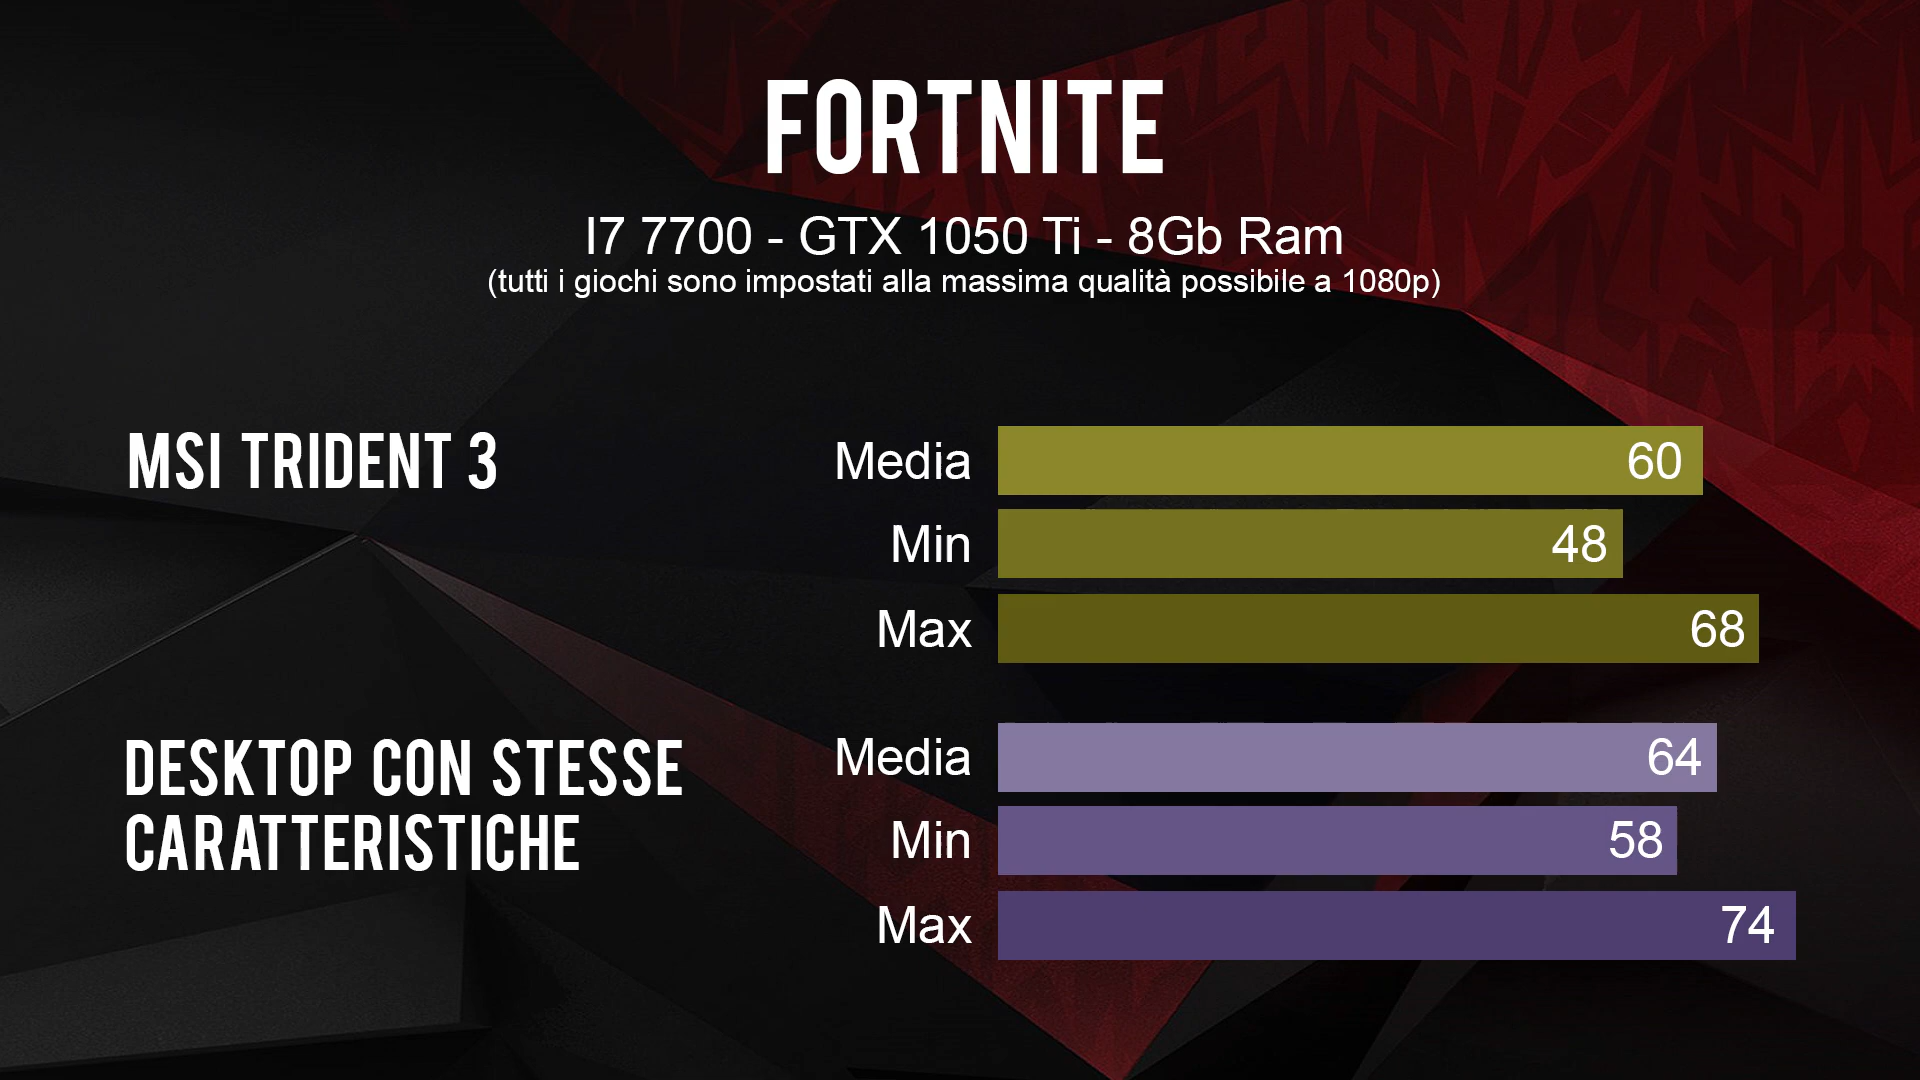 FORTNITE
I7 7700 - GTX 1050 Ti - 8Gb Ram
(tutti i giochi sono impostati alla massima qualità possibile a 1080p)
MSI TRIDENT 3
Media 60
Min 48
Max 68
DESKTOP CON STESSE
CARATTERISTICHE
Media 64
Min 58
Max 74